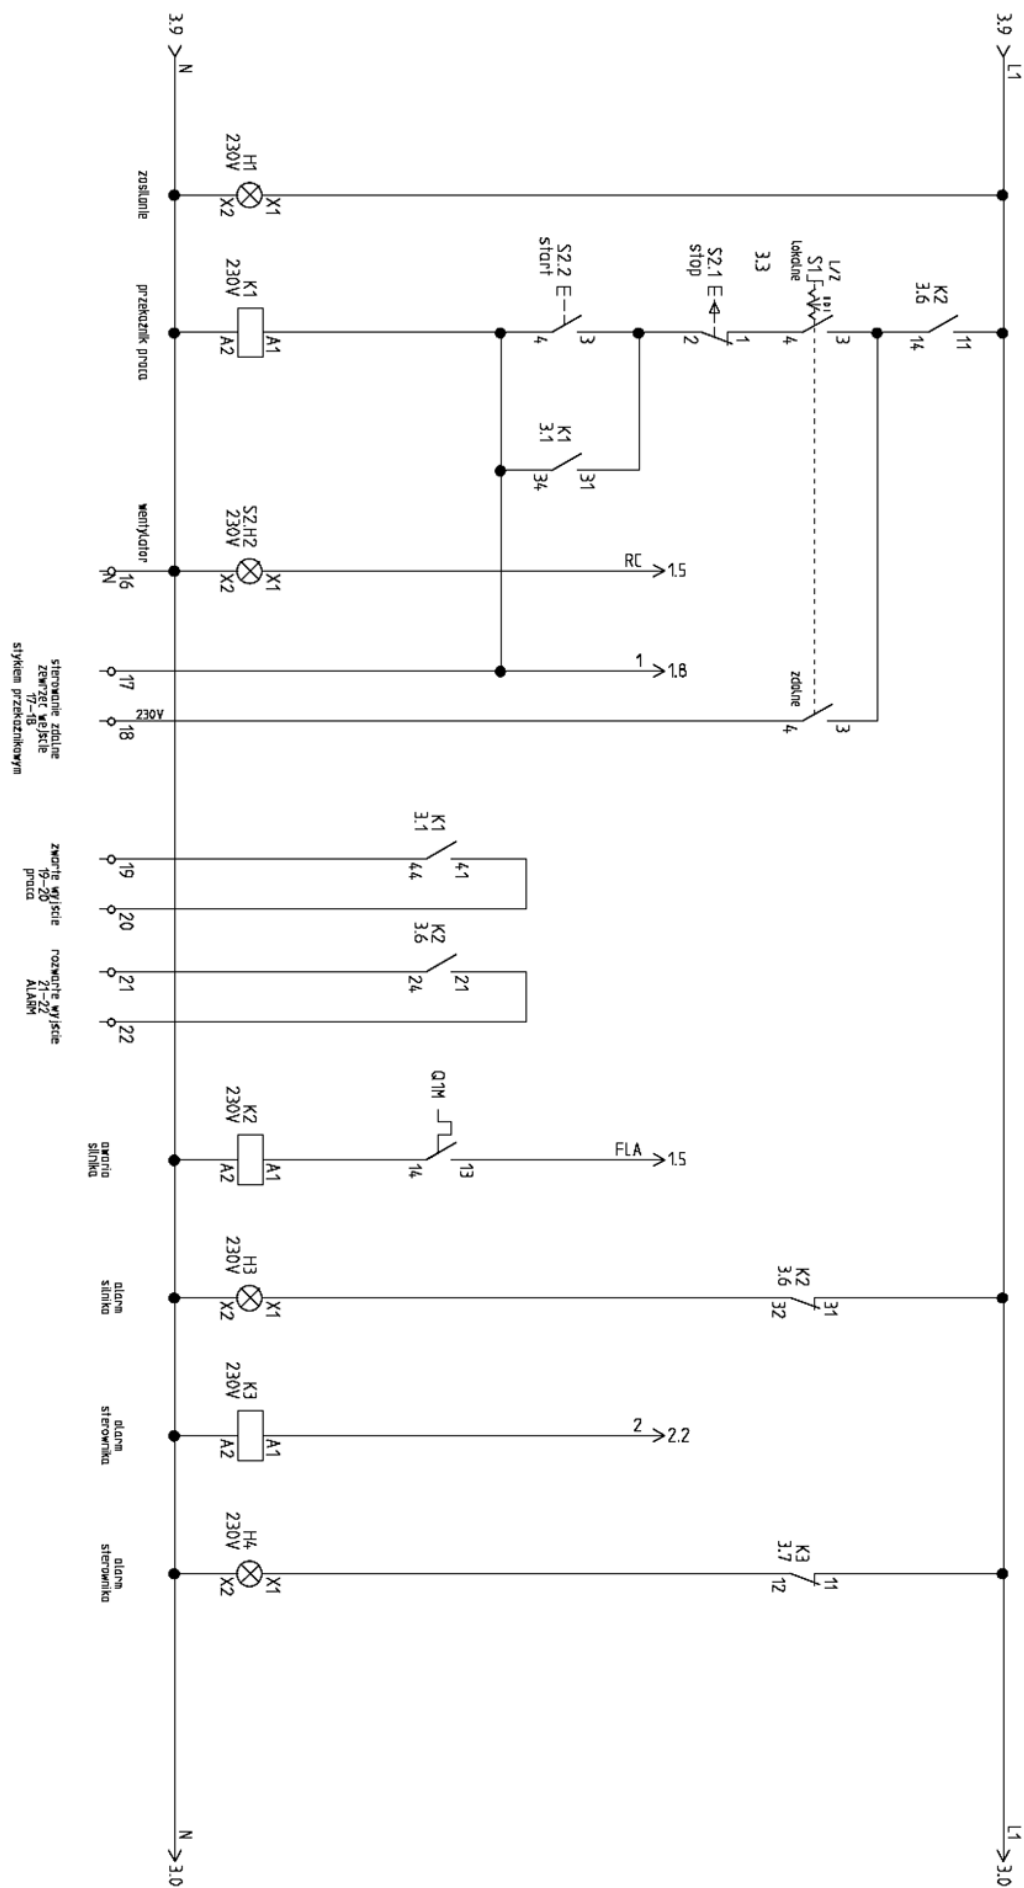 3.9
L1
3.9
N
H1
230V
X1
X2
zasilanie
K2
3.6
11
14
L/Z
S1
lokalne
3
4
3.3
S2.1
stop
1
2
S2.2
start
3
4
K1
230V
A1
A2
przekaźnik praca
K1
3.1
31
34
RC
1.5
S2.H2
230V
X1
X2
wentylator
16
N
1
1.8
17
zdalne
3
4
230V
18
sterowanie zdalne
zewrzeć wejście
17-18
stykiem przekaźnikowym
K1
3.1
41
44
19
20
zwarte wyjście
19-20
praca
K2
3.6
21
24
21
22
rozwarte wyjście
21-22
ALARM
FLA
1.5
Q1M
13
14
K2
230V
A1
A2
awaria
silnika
K2
3.6
31
32
H3
230V
X1
X2
alarm
silnika
2
2.2
K3
230V
A1
A2
alarm
sterownika
K3
3.7
11
12
H4
230V
X1
X2
alarm
sterownika
L1
3.0
N
3.0